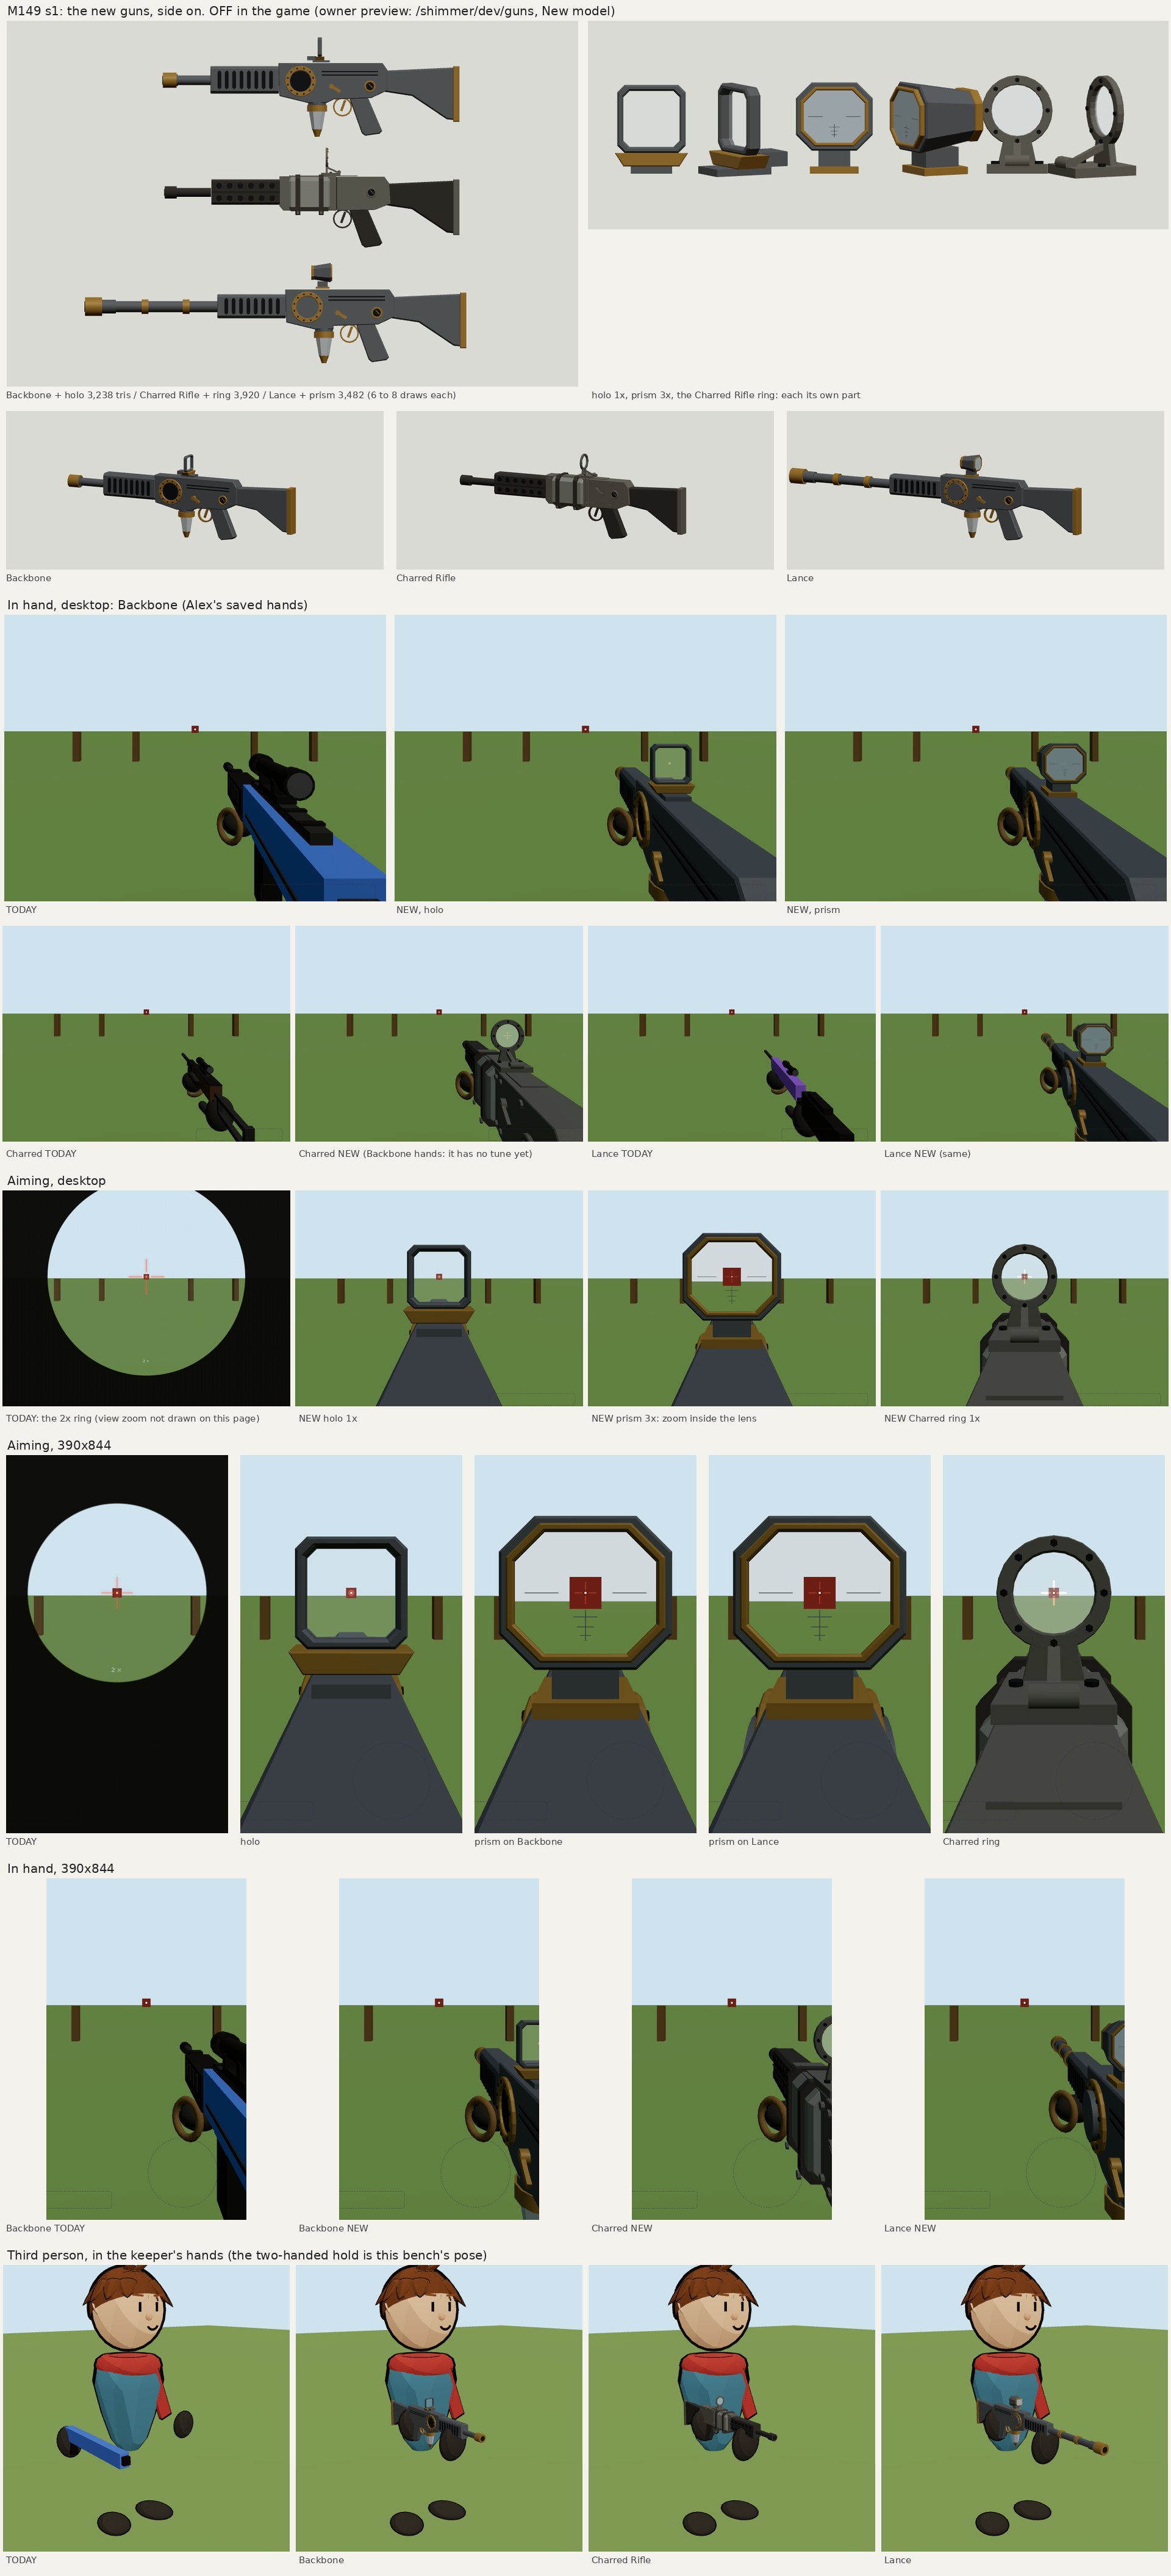 M149 s1: the new guns, side on. OFF in the game (owner preview: /shimmer/dev/guns, New model)
Backbone + holo 3,238 tris / Charred Rifle + ring 3,920 / Lance + prism 3,482 (6 to 8 draws each)
holo 1x, prism 3x, the Charred Rifle ring: each its own part
Backbone
Charred Rifle
Lance
In hand, desktop: Backbone (Alex's saved hands)
TODAY
NEW, holo
NEW, prism
Charred TODAY
Charred NEW (Backbone hands: it has no tune yet)
Lance TODAY
Lance NEW (same)
Aiming, desktop
TODAY: the 2x ring (view zoom not drawn on this page)
NEW holo 1x
NEW prism 3x: zoom inside the lens
NEW Charred ring 1x
Aiming, 390x844
2 x
TODAY
holo
prism on Backbone
prism on Lance
Charred ring
In hand, 390x844
Backbone TODAY
Backbone NEW
Charred NEW
Lance NEW
Third person, in the keeper's hands (the two-handed hold is this bench's pose)
TODAY
Backbone
Charred Rifle
Lance